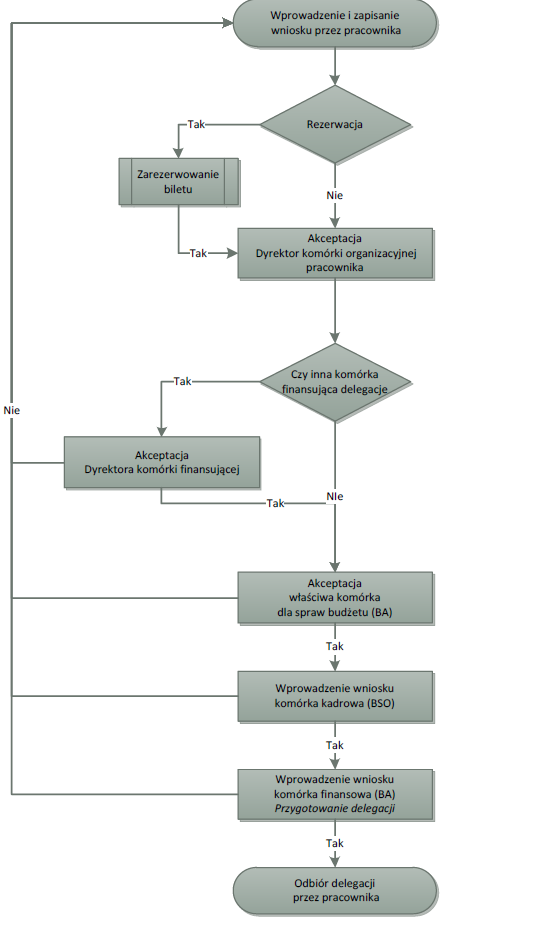 Wprowadzenie i zapisanie
wniosku przez pracownika
Rezerwacja
Tak
Zarezerwowanie
biletu
Nie
Tak
Akceptacja
Dyrektor komórki organizacyjnej
pracownika
Czy inna komórka
finansująca delegacje
Tak
Nie
Akceptacja
Dyrektora komórki finansującej
Tak
NIe
Akceptacja
właściwa komórka
dla spraw budżetu (BA)
Tak
Wprowadzenie wniosku
komórka kadrowa (BSO)
Tak
Wprowadzenie wniosku
komórka finansowa (BA)
Przygotowanie delegacji
Tak
Odbiór delegacji
przez pracownika